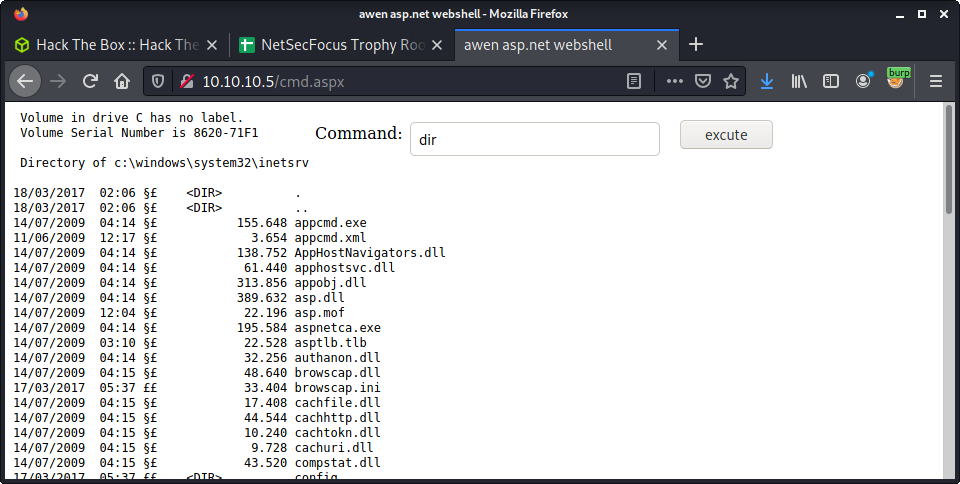 awen asp.net webshell - Mozilla Firefox
Hack The Box :: Hack The
NetSecFocus Trophy Roo
awen asp.net webshell
10.10.10.5/cmd.aspx
burp
Volume in drive C has no label.
Volume Serial Number is 8620-71F1
Command: dir excute
Directory of c:\windows\system32\inetsrv
18/03/2017 02:06 §£ <DIR> .
18/03/2017 02:06 §£ <DIR> ..
14/07/2009 04:14 §£ 155.648 appcmd.exe
11/06/2009 12:17 §£ 3.654 appcmd.xml
14/07/2009 04:14 §£ 138.752 AppHostNavigators.dll
14/07/2009 04:14 §£ 61.440 apphostsvc.dll
14/07/2009 04:14 §£ 313.856 appobj.dll
14/07/2009 04:14 §£ 389.632 asp.dll
14/07/2009 12:04 §£ 22.196 asp.mof
14/07/2009 04:14 §£ 195.584 aspnetca.exe
14/07/2009 03:10 §£ 22.528 asptlb.tlb
14/07/2009 04:14 §£ 32.256 authanon.dll
14/07/2009 04:15 §£ 48.640 browscap.dll
17/03/2017 05:37 ££ 33.404 browscap.ini
14/07/2009 04:15 §£ 17.408 cachfile.dll
14/07/2009 04:15 §£ 44.544 cachhttp.dll
14/07/2009 04:15 §£ 10.240 cachtokn.dll
14/07/2009 04:15 §£ 9.728 cachuri.dll
14/07/2009 04:15 §£ 43.520 compstat.dll
17/03/2017 05:37 ££ <DIR> config